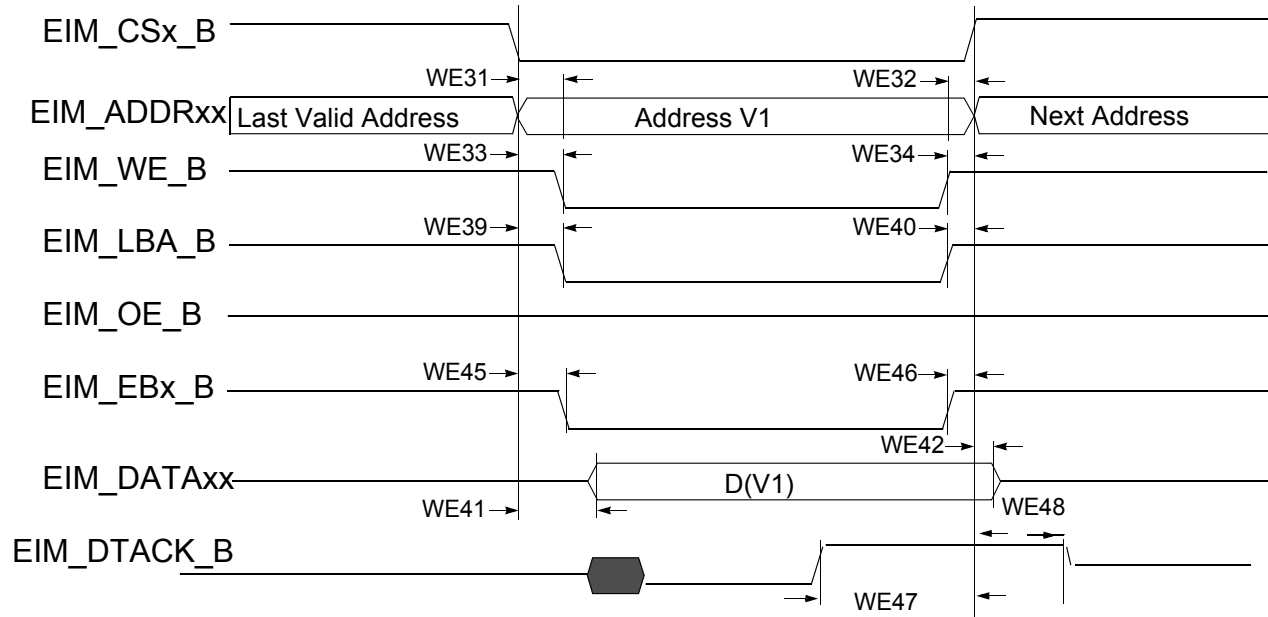 EIM_CSx_B
WE31 WE32
EIM_ADDRxx Last Valid Address Address V1 Next Address
WE33 WE34
EIM_WE_B
WE39 WE40
EIM_LBA_B
EIM_OE_B
WE45 WE46
EIM_EBx_B
WE42
EIM_DATAxx D(V1)
WE41 WE48
EIM_DTACK_B
WE47